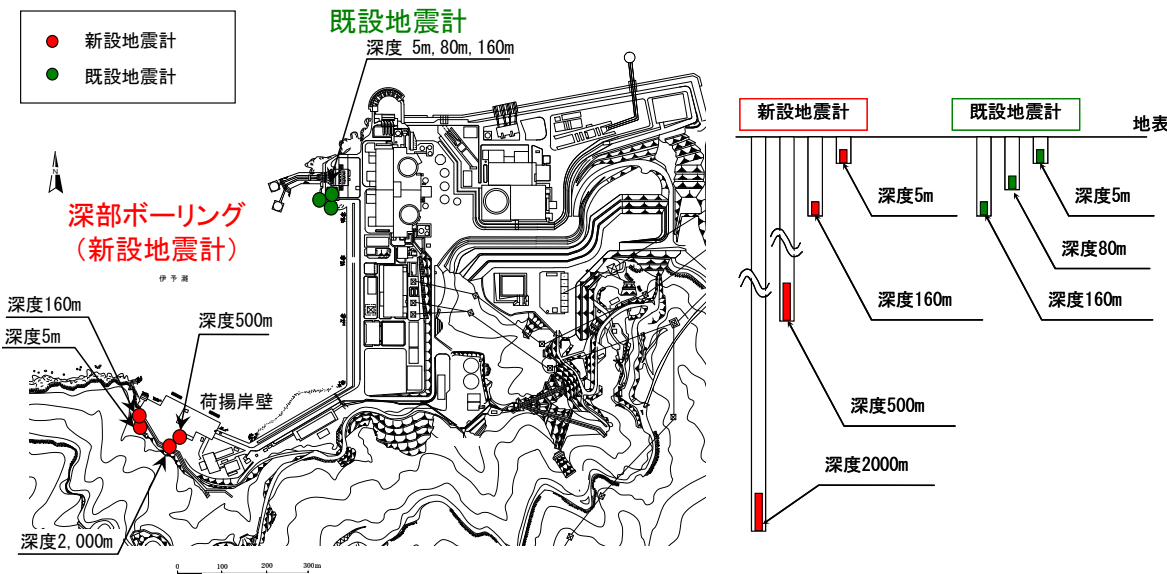 新設地震計
既設地震計
既設地震計
深度 5m, 80m, 160m
N
深部ボーリング
（新設地震計）
伊予灘
深度160m
深度5m
深度500m
荷揚岸壁
深度2,000m
0 100 200 300m
新設地震計
既設地震計
地表
深度5m
深度5m
深度80m
深度160m
深度160m
深度500m
深度2000m